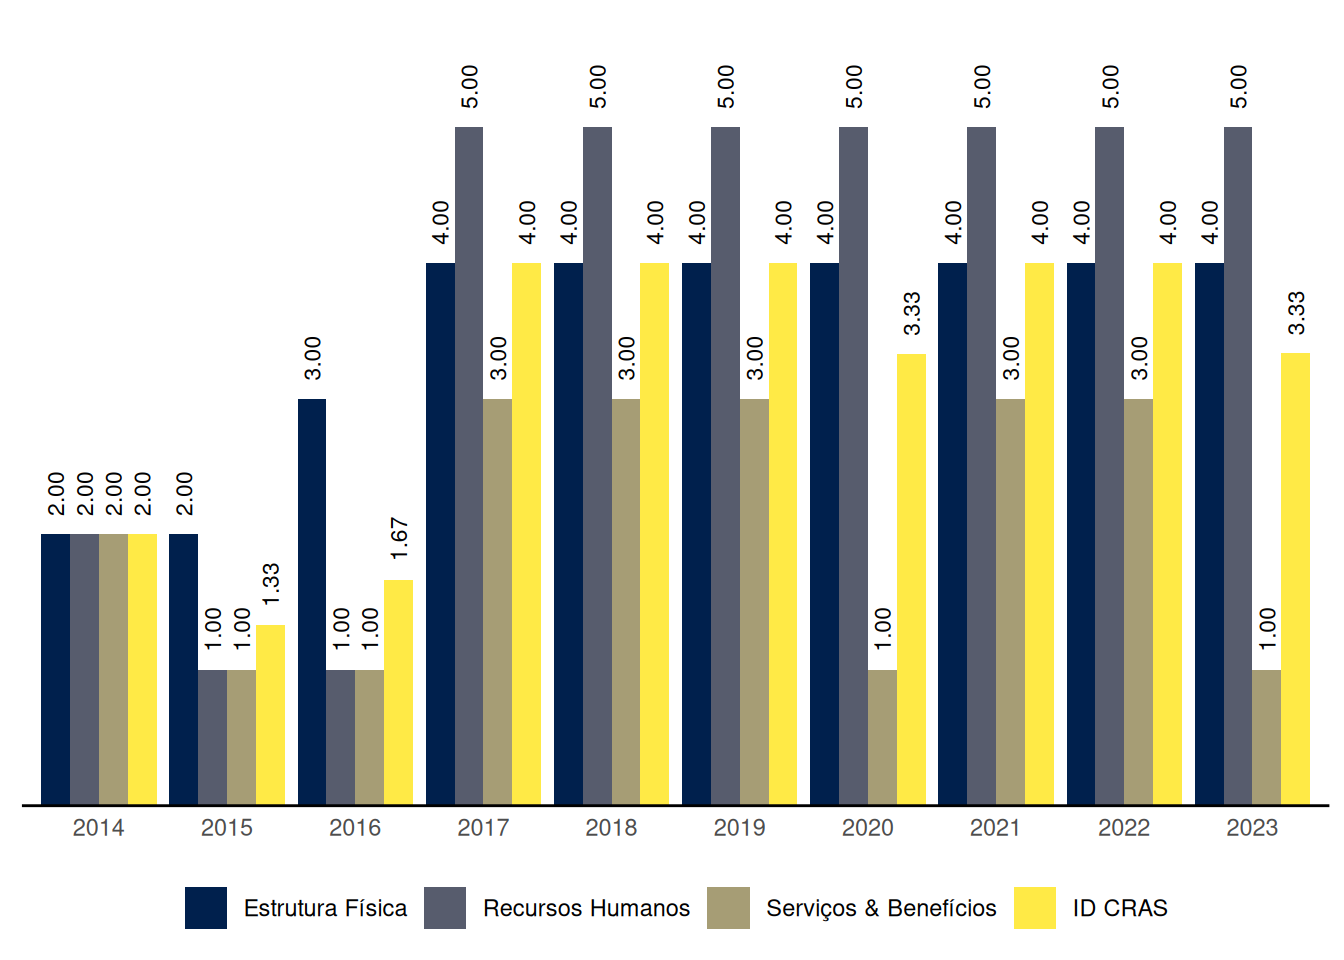 5.00 5.00 5.00 5.00 5.00 5.00 5.00
4.00 4.00 4.00 4.00 4.00 4.00 4.00 4.00 4.00 4.00 4.00 4.00
3.33 3.33
3.00 3.00 3.00 3.00 3.00 3.00
2.00 2.00 2.00 2.00 2.00
1.67
1.33
1.00 1.00 1.00 1.00 1.00 1.00
2014 2015 2016 2017 2018 2019 2020 2021 2022 2023
Estrutura Física Recursos Humanos Serviços & Benefícios ID CRAS